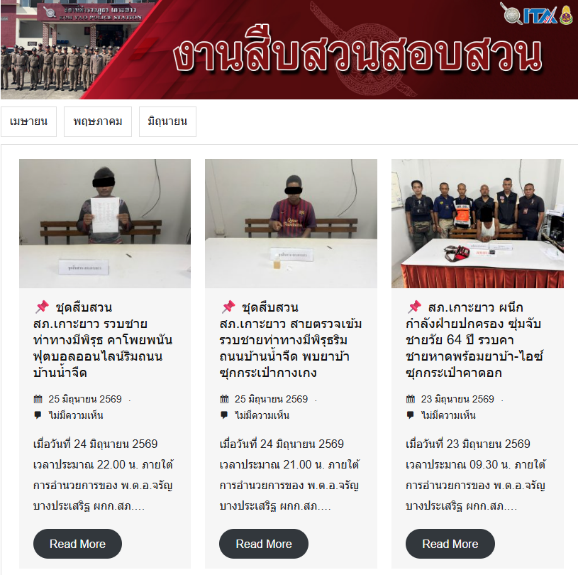 ITA
งานสืบสวนสอบสวน
เมษายน
พฤษภาคม
มิถุนายน
📌 ชุดสืบสวน
สภ.เกาะยาว รวบชาย
ท่าทางมีพิรุธ คาโพยพนัน
ฟุตบอลออนไลน์ริมถนน
บ้านน้ำจืด
25 มิถุนายน 2569
ไม่มีความเห็น
เมื่อวันที่ 24 มิถุนายน 2569
เวลาประมาณ 22.00 น. ภายใต้
การอำนวยการของ พ.ต.อ.จรัญ
บางประเสริฐ ผกก.สภ....
Read More
📌 ชุดสืบสวน
สภ.เกาะยาว สายตรวจเข้ม
รวบชายท่าทางมีพิรุธริม
ถนนบ้านน้ำจืด พบยาบ้า
ซุกกระเป๋ากางเกง
25 มิถุนายน 2569
ไม่มีความเห็น
เมื่อวันที่ 24 มิถุนายน 2569
เวลาประมาณ 21.00 น. ภายใต้
การอำนวยการของ พ.ต.อ.จรัญ
บางประเสริฐ ผกก.สภ....
Read More
📌 สภ.เกาะยาว ผนึก
กำลังฝ่ายปกครอง ซุ่มจับ
ชายวัย 64 ปี รวบคา
ชายหาดพร้อมยาบ้า-ไอซ์
ซุกกระเป๋าคาดอก
23 มิถุนายน 2569
ไม่มีความเห็น
เมื่อวันที่ 23 มิถุนายน 2569
เวลาประมาณ 09.30 น. ภายใต้
การอำนวยการของ พ.ต.อ.จรัญ
บางประเสริฐ ผกก.สภ....
Read More